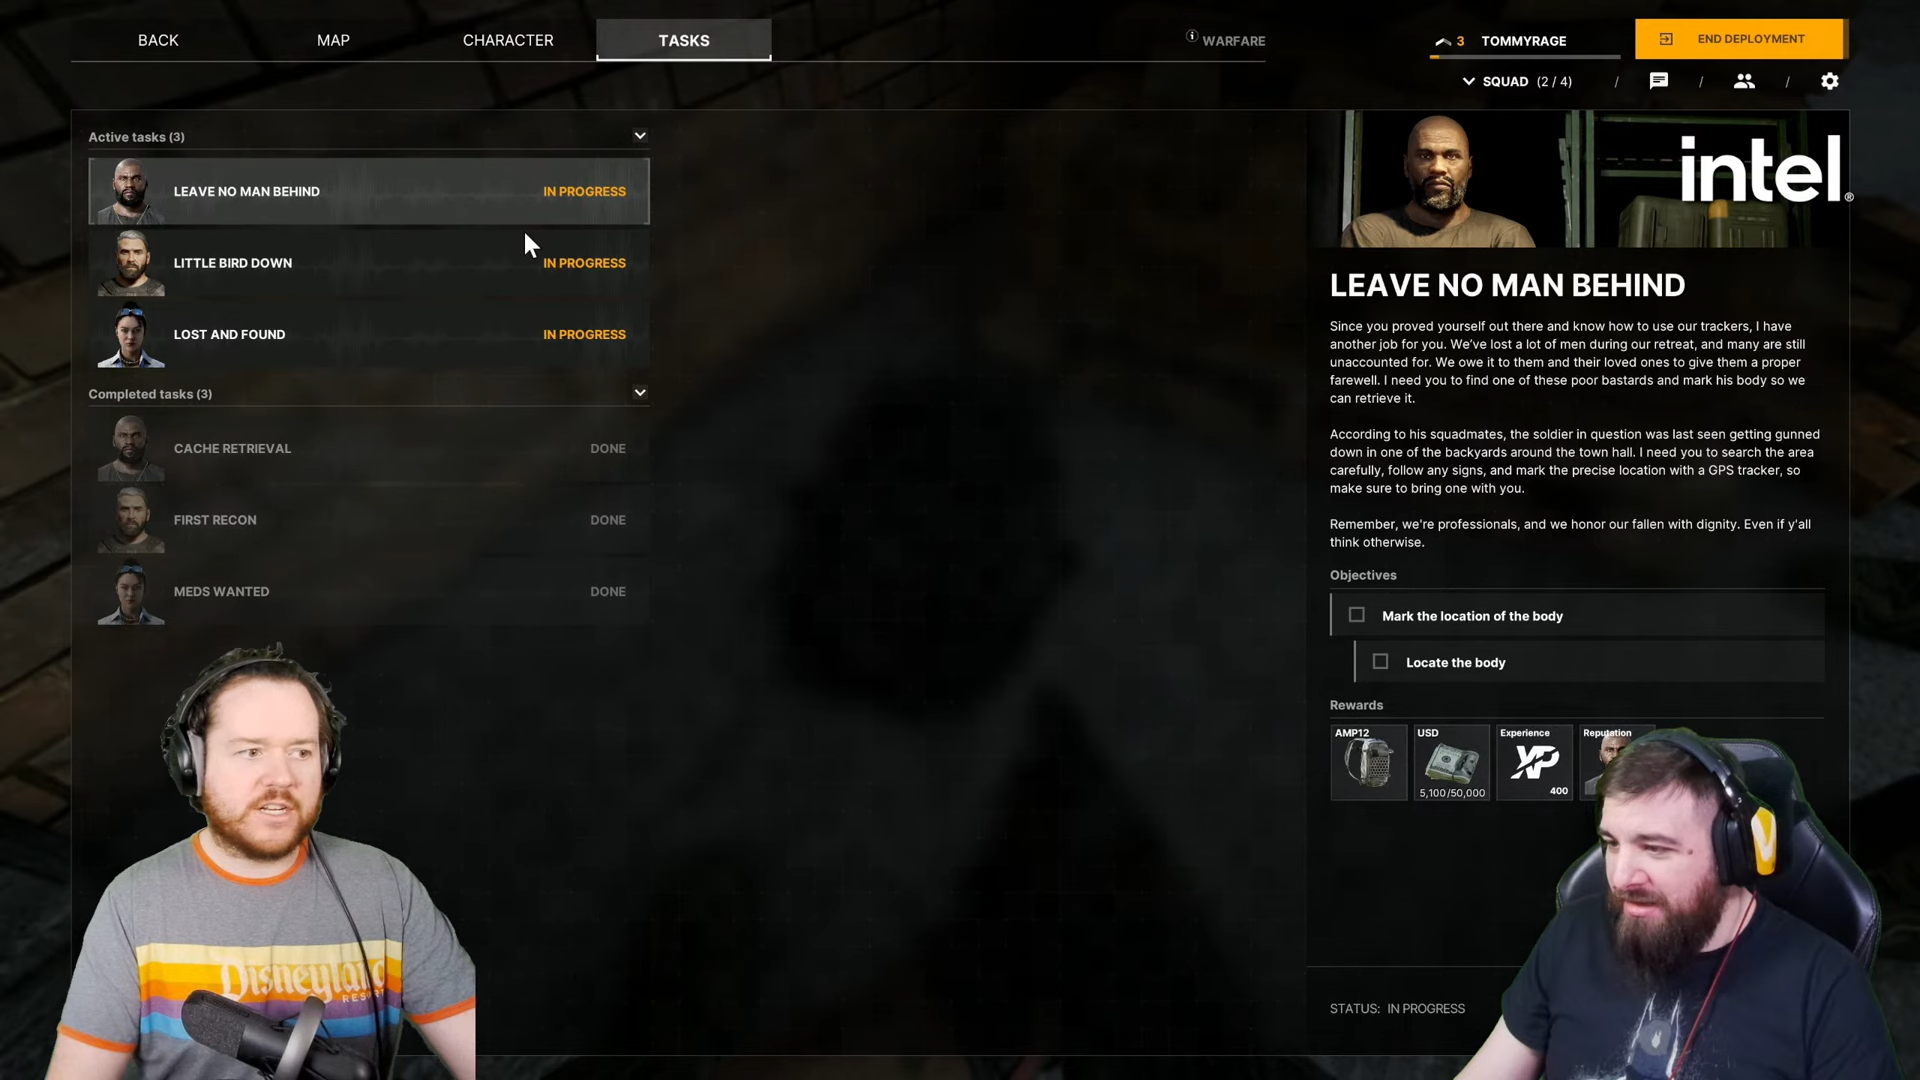 BACK
MAP
CHARACTER
TASKS
WARFARE
3 TOMMYRAGE
END DEPLOYMENT
SQUAD (2 / 4)
/
/
/
Active tasks (3)
LEAVE NO MAN BEHIND IN PROGRESS
LITTLE BIRD DOWN IN PROGRESS
LOST AND FOUND IN PROGRESS
Completed tasks (3)
CACHE RETRIEVAL DONE
FIRST RECON DONE
MEDS WANTED DONE
intel®
LEAVE NO MAN BEHIND
Since you proved yourself out there and know how to use our trackers, I have
another job for you. We've lost a lot of men during our retreat, and many are still
unaccounted for. We owe it to them and their loved ones to give them a proper
farewell. I need you to find one of these poor bastards and mark his body so we
can retrieve it.
According to his squadmates, the soldier in question was last seen getting gunned
down in one of the backyards around the town hall. I need you to search the area
carefully, follow any signs, and mark the precise location with a GPS tracker, so
make sure to bring one with you.
Remember, we're professionals, and we honor our fallen with dignity. Even if y'all
think otherwise.
Objectives
Mark the location of the body
Locate the body
Rewards
AMP12
USD
5,100/50,000
Experience
XP
400
Reputation
STATUS: IN PROGRESS
Disneyland
RESORT